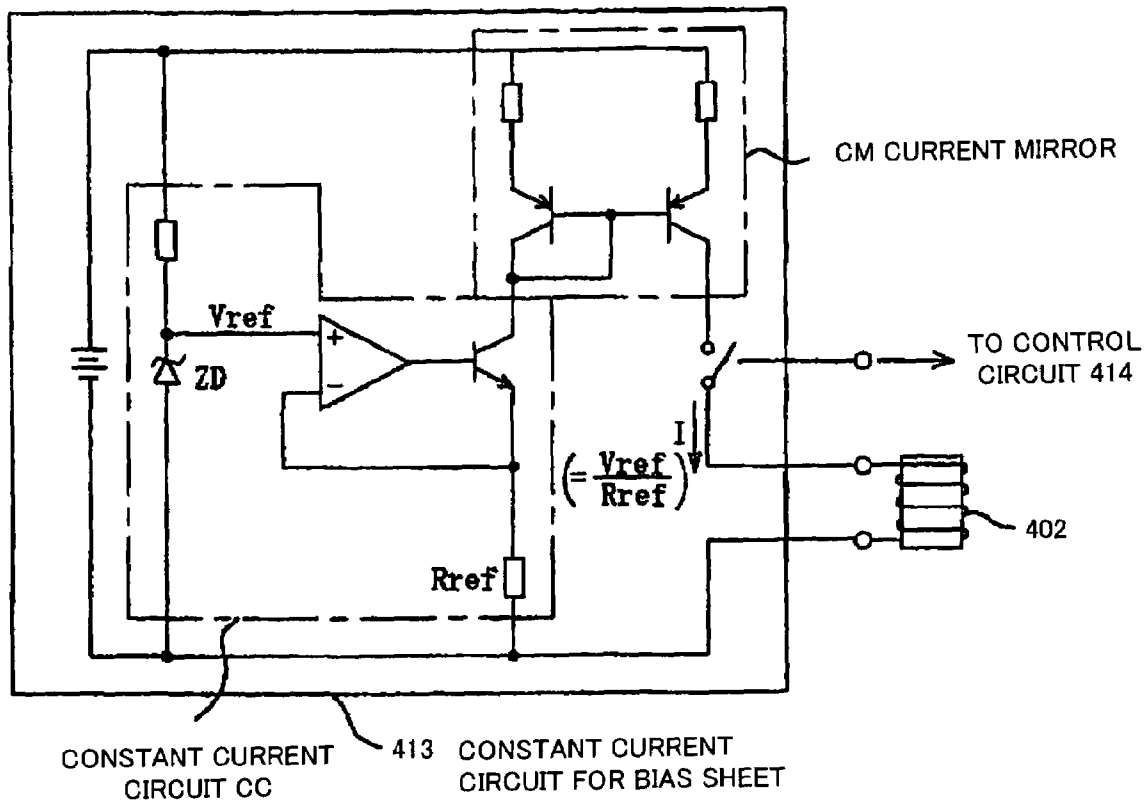 CM CURRENT MIRROR
Vref
+
−
ZD
TO CONTROL
CIRCUIT 414
I
(= Vref
Rref )
402
Rref
413 CONSTANT CURRENT
CIRCUIT FOR BIAS SHEET
CONSTANT CURRENT
CIRCUIT CC